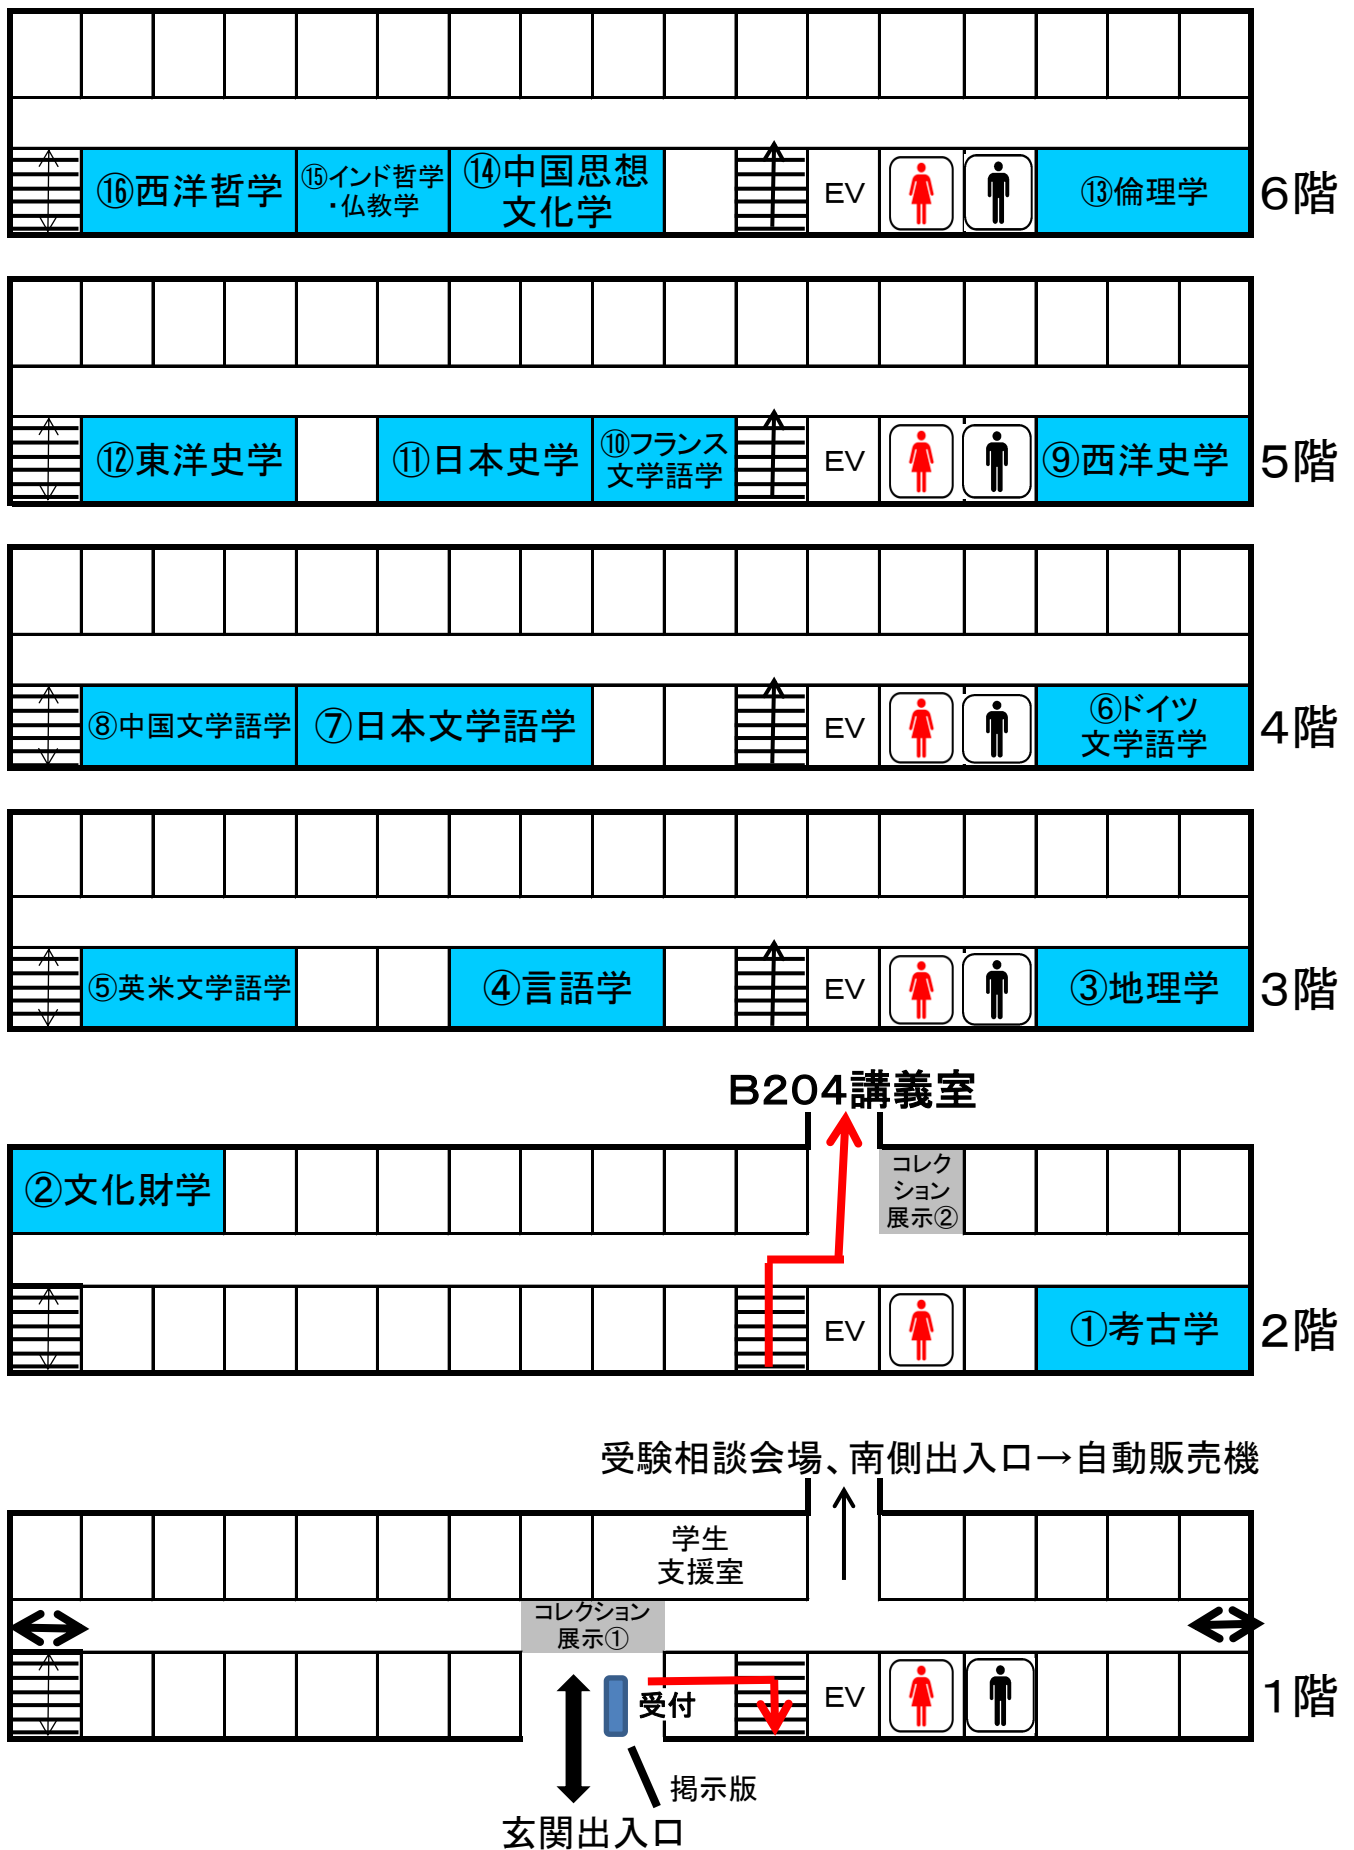 ⑯西洋哲学
⑮インド哲学
・仏教学
⑭中国思想
文化学
EV
⑬倫理学
6階
⑫東洋史学
⑪日本史学
⑩フランス
文学語学
EV
⑨西洋史学
5階
⑧中国文学語学
⑦日本文学語学
EV
⑥ドイツ
文学語学
4階
⑤英米文学語学
④言語学
EV
③地理学
3階
B204講義室
②文化財学
コレク
ション
展示②
EV
①考古学
2階
受験相談会場、南側出入口→自動販売機
学生
支援室
コレクション
展示①
受付
EV
1階
掲示版
玄関出入口